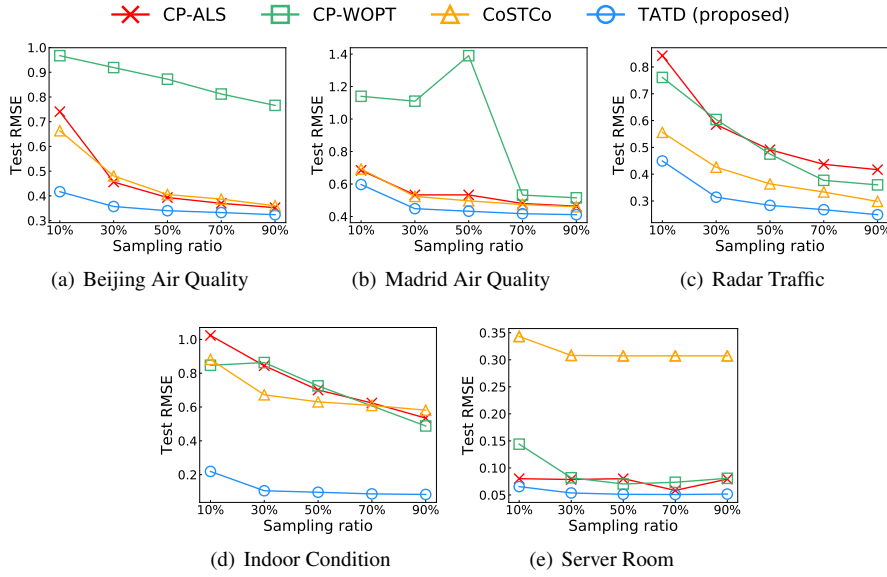 CP-ALS CP-WOPT CoSTCo TATD (proposed)
1.0
0.9
0.8
0.7
0.6
0.5
0.4
0.3
Test RMSE
10% 30% 50% 70% 90%
Sampling ratio
(a) Beijing Air Quality
1.4
1.2
1.0
0.8
0.6
0.4
Test RMSE
10% 30% 50% 70% 90%
Sampling ratio
(b) Madrid Air Quality
0.8
0.7
0.6
0.5
0.4
0.3
Test RMSE
10% 30% 50% 70% 90%
Sampling ratio
(c) Radar Traffic
1.0
0.8
0.6
0.4
0.2
Test RMSE
10% 30% 50% 70% 90%
Sampling ratio
(d) Indoor Condition
0.35
0.30
0.25
0.20
0.15
0.10
0.05
Test RMSE
10% 30% 50% 70% 90%
Sampling ratio
(e) Server Room